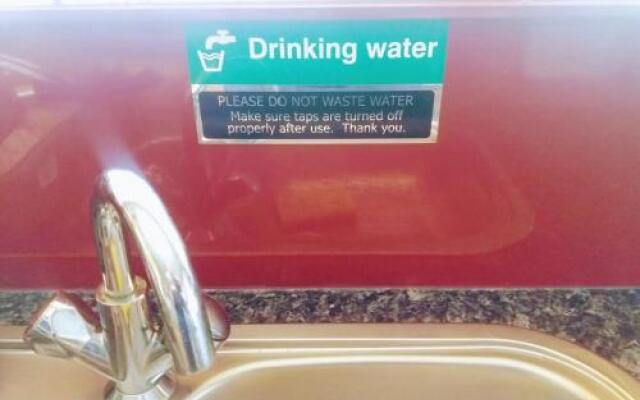 Drinking water
PLEASE DO NOT WASTE WATER
Make sure taps are turned off
properly after use. Thank you.